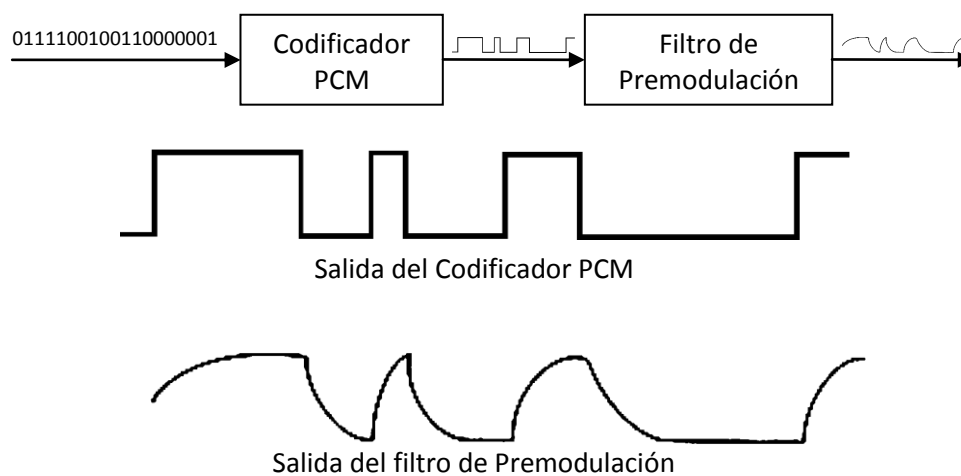 0111100100110000001
Codificador
PCM
Filtro de
Premodulación
Salida del Codificador PCM
Salida del filtro de Premodulación